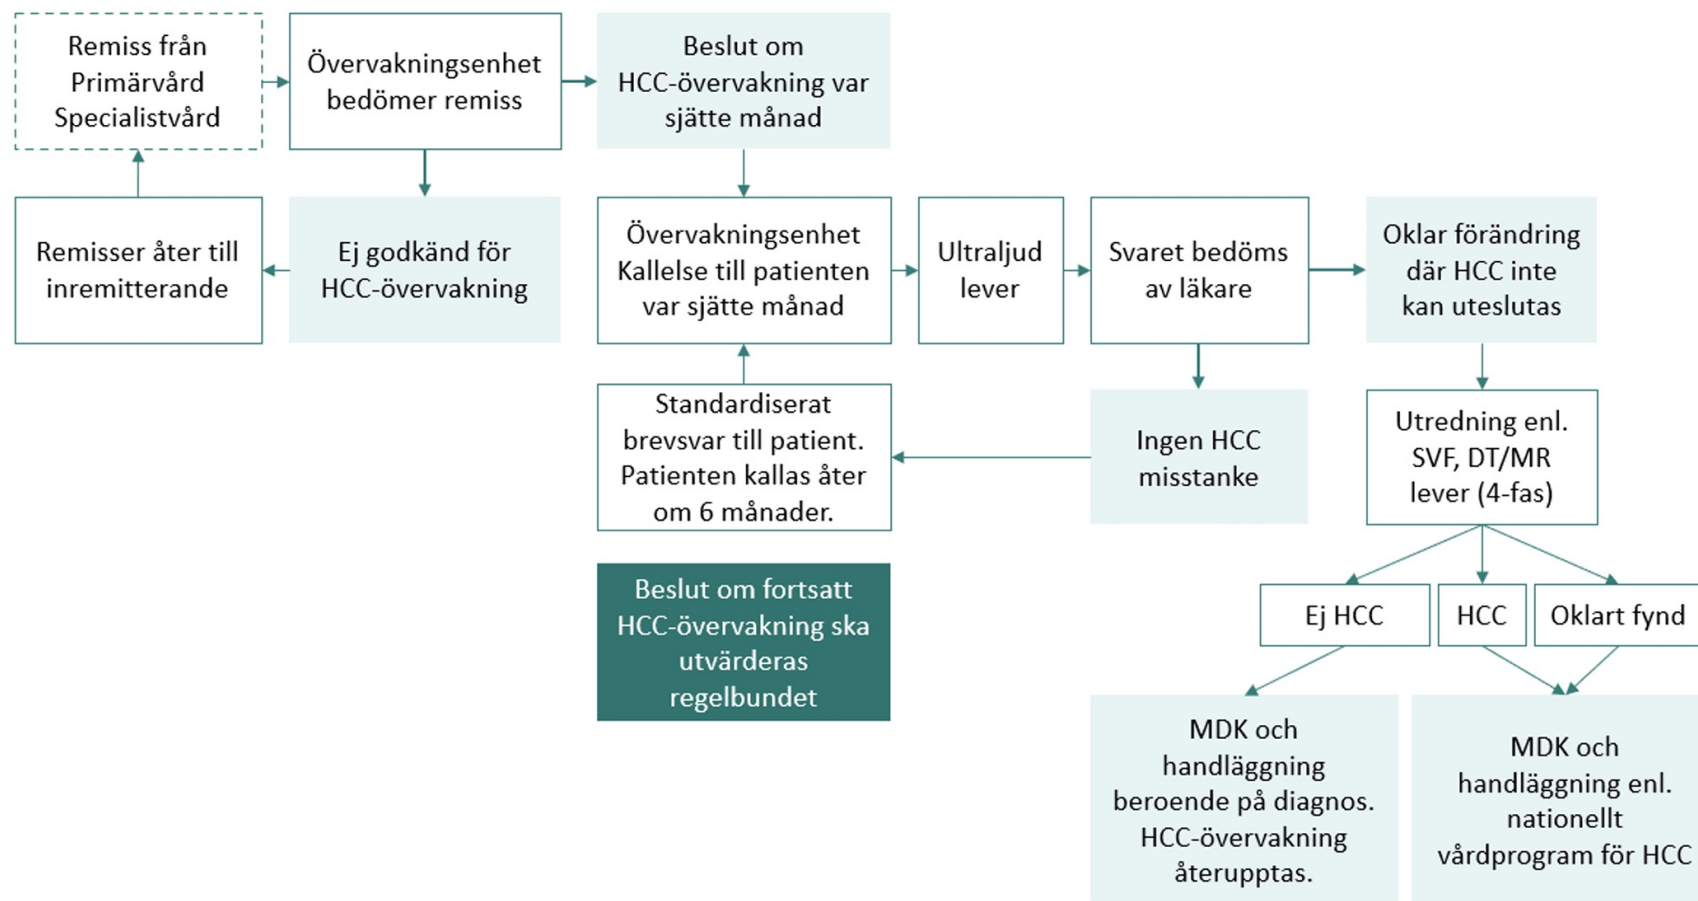 Remiss från
Primärvård
Specialistvård
Övervakningsenhet
bedömer remiss
Beslut om
HCC-övervakning var
sjätte månad
Remisser åter till
inremitterande
Ej godkänd för
HCC-övervakning
Övervakningsenhet
Kallelse till patienten
var sjätte månad
Ultraljud
lever
Svaret bedöms
av läkare
Oklar förändring
där HCC inte
kan uteslutas
Standardiserat
brevsvar till patient.
Patienten kallas åter
om 6 månader.
Ingen HCC
misstanke
Utredning enl.
SVF, DT/MR
lever (4-fas)
Beslut om fortsatt
HCC-övervakning ska
utvärderas
regelbundet
Ej HCC
HCC
Oklart fynd
MDK och
handläggning
beroende på diagnos.
HCC-övervakning
återupptas.
MDK och
handläggning enl.
nationellt
vårdprogram för HCC